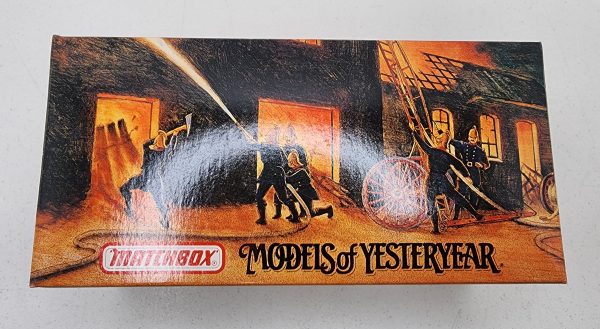 MATCHBOX MODELS of YESTERYEAR